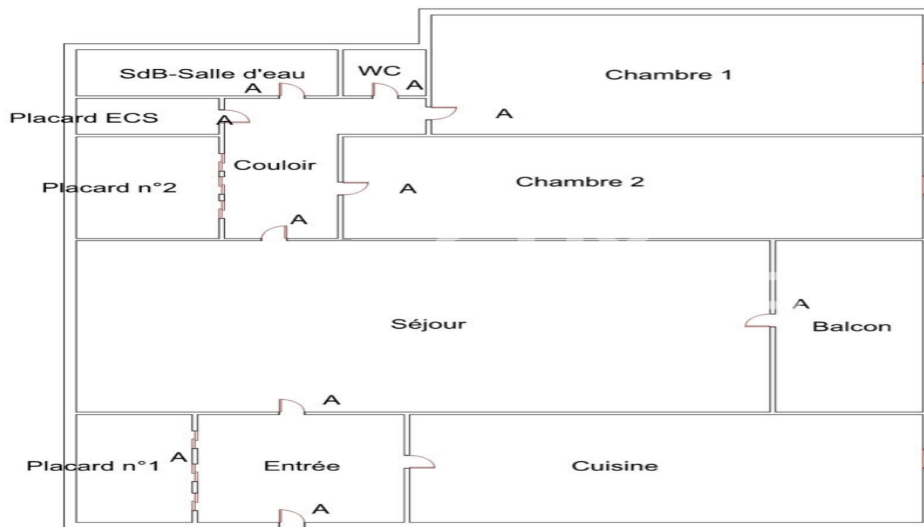 SdB-Salle d'eau
WC
Chambre 1
A
A
A
Placard ECS
A
Couloir
Placard n°2
Chambre 2
A
A
Séjour
A
Balcon
A
Placard n°1
A
Entrée
Cuisine
A